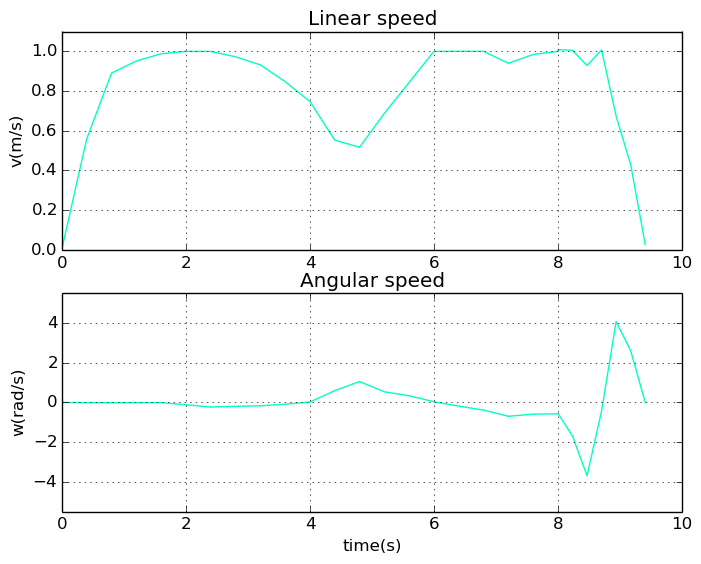 Linear speed
v(m/s)
1.0
0.8
0.6
0.4
0.2
0.0
0 2 4 6 8 10
Angular speed
w(rad/s)
4
2
0
−2
−4
0 2 4 6 8 10
time(s)